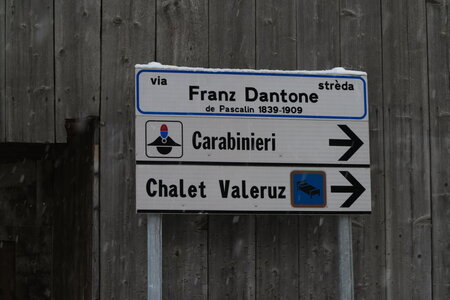 via strèda
Franz Dantone
de Pascalin 1839-1909
Carabinieri
Chalet Valeruz